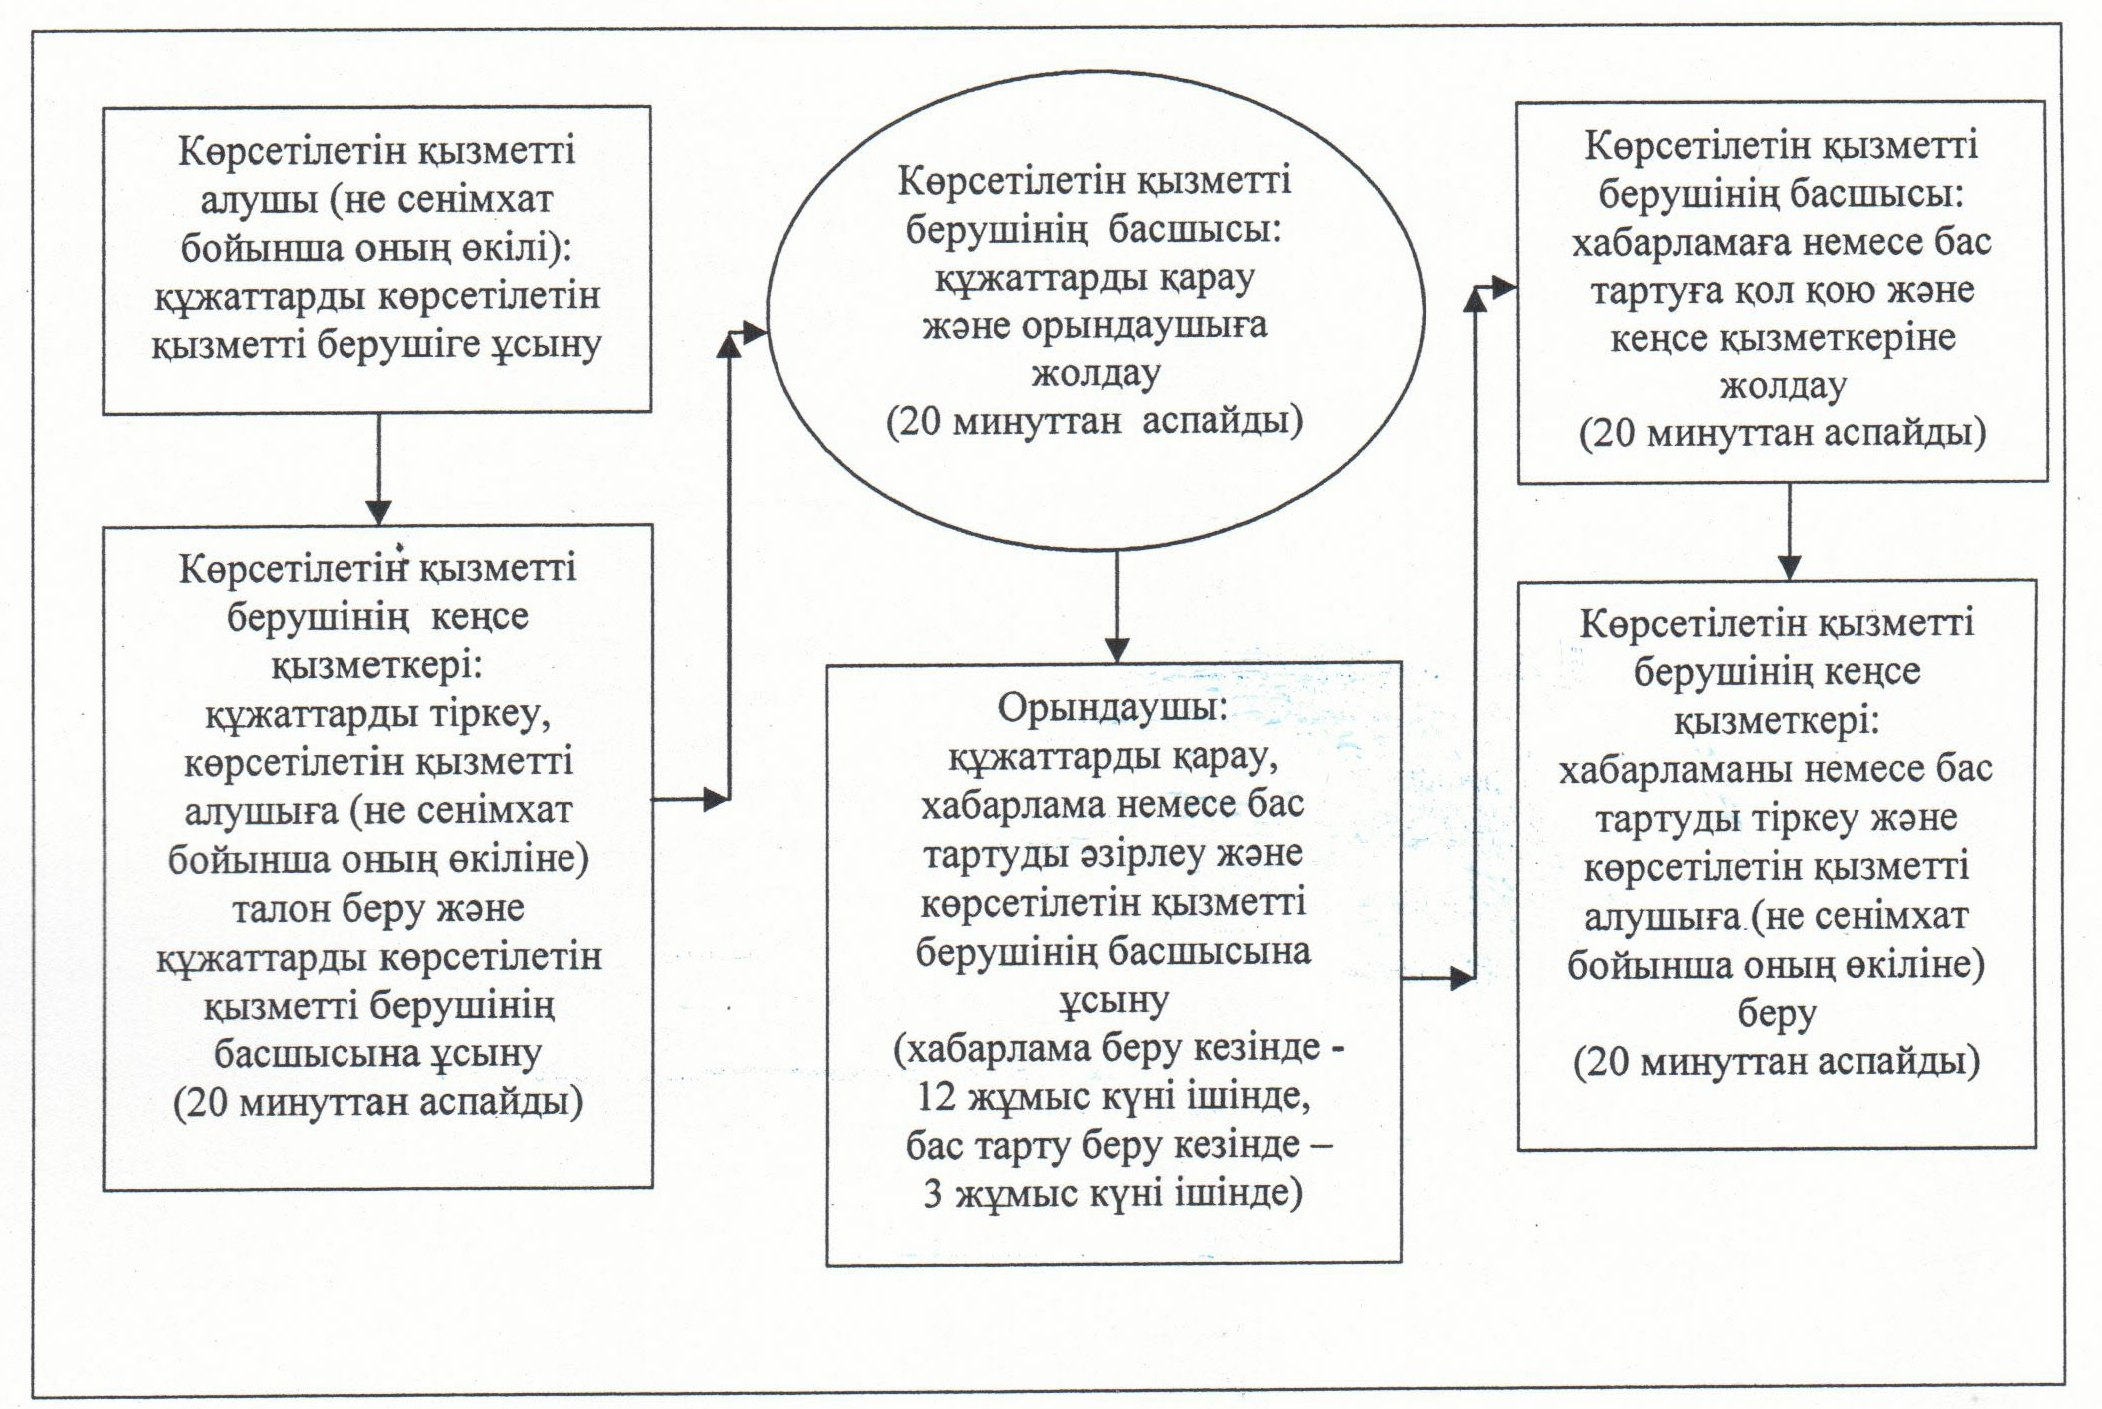 Көрсетілетін қызметті
алушы (не сенімхат
бойынша оның өкілі):
құжаттарды көрсетілетін
қызметті берушіге ұсыну
Көрсетілетін қызметті
берушінің кеңсе
қызметкері:
құжаттарды тіркеу,
көрсетілетін қызметті
алушыға (не сенімхат
бойынша оның өкіліне)
талон беру және
құжаттарды көрсетілетін
қызметті берушінің
басшысына ұсыну
(20 минуттан аспайды)
Көрсетілетін қызметті
берушінің басшысы:
құжаттарды қарау
және орындаушыға
жолдау
(20 минуттан аспайды)
Орындаушы:
құжаттарды қарау,
хабарлама немесе бас
тартуды әзірлеу және
көрсетілетін қызметті
берушінің басшысына
ұсыну
(хабарлама беру кезінде -
12 жұмыс күні ішінде,
бас тарту беру кезінде –
3 жұмыс күні ішінде)
Көрсетілетін қызметті
берушінің басшысы:
хабарламаға немесе бас
тартуға қол қою және
кеңсе қызметкеріне
жолдау
(20 минуттан аспайды)
Көрсетілетін қызметті
берушінің кеңсе
қызметкері:
хабарламаны немесе бас
тартуды тіркеу және
көрсетілетін қызметті
алушыға (не сенімхат
бойынша оның өкіліне)
беру
(20 минуттан аспайды)